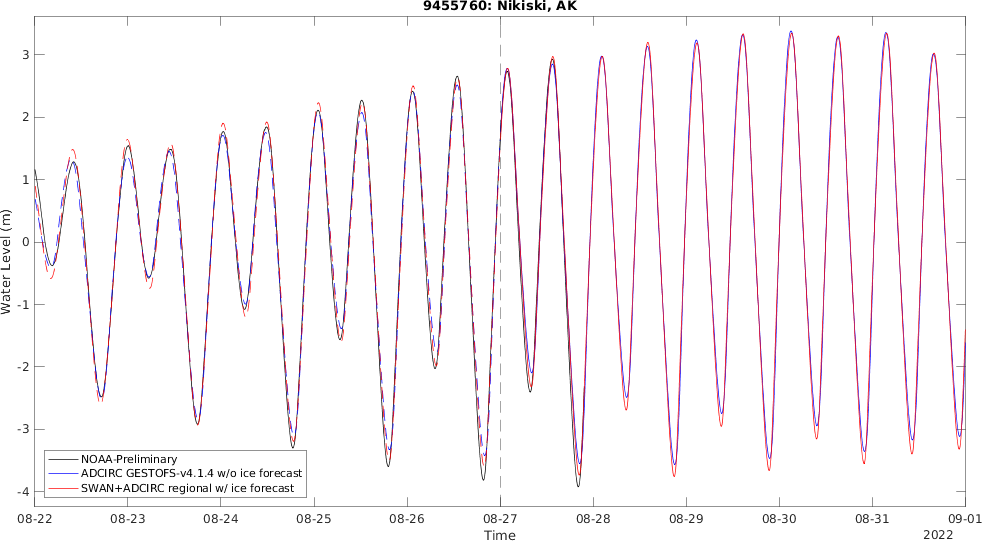 9455760: Nikiski, AK
3
2
1
0
-1
-2
-3
-4
Water Level (m)
NOAA-Preliminary
ADCIRC GESTOFS-v4.1.4 w/o ice forecast
SWAN+ADCIRC regional w/ ice forecast
08-22 08-23 08-24 08-25 08-26 08-27 08-28 08-29 08-30 08-31 09-01
Time
2022